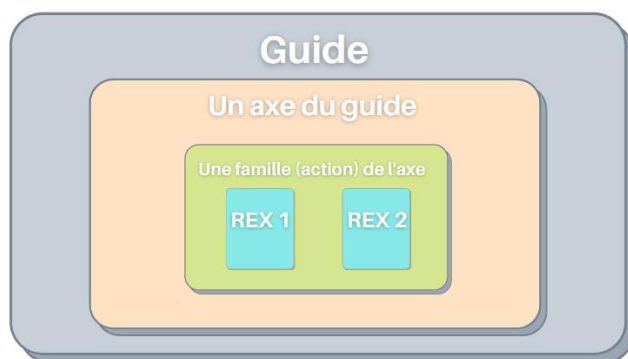 Guide
Un axe du guide
Une famille (action) de l'axe
REX 1
REX 2